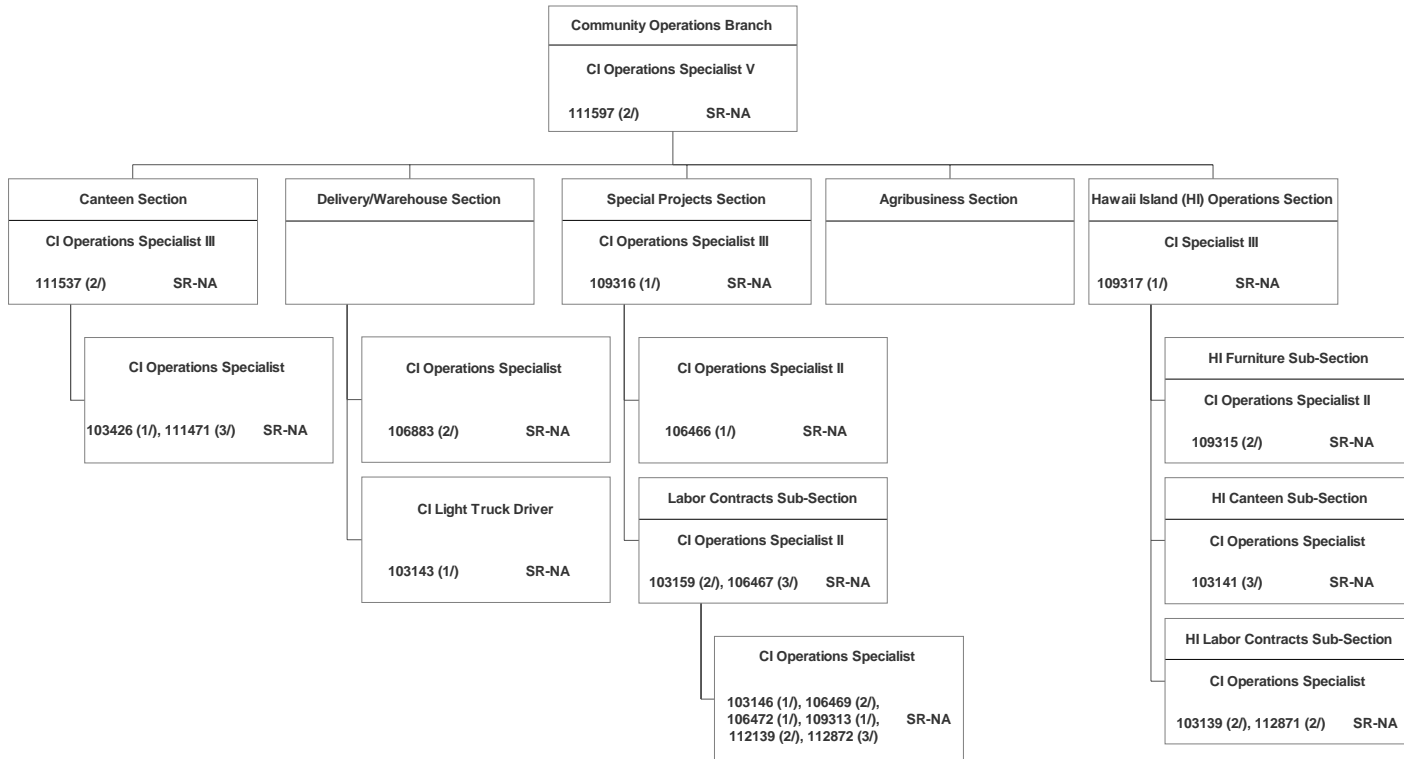 Community Operations Branch
CI Operations Specialist V
111597 (2/) SR-NA
Canteen Section
CI Operations Specialist III
111537 (2/) SR-NA
CI Operations Specialist
103426 (1/), 111471 (3/) SR-NA
Delivery/Warehouse Section
CI Operations Specialist
106883 (2/) SR-NA
CI Light Truck Driver
103143 (1/) SR-NA
Special Projects Section
CI Operations Specialist III
109316 (1/) SR-NA
CI Operations Specialist II
106466 (1/) SR-NA
Labor Contracts Sub-Section
CI Operations Specialist II
103159 (2/), 106467 (3/) SR-NA
CI Operations Specialist
103146 (1/), 106469 (2/),
106472 (1/), 109313 (1/), SR-NA
112139 (2/), 112872 (3/)
Agribusiness Section
Hawaii Island (HI) Operations Section
CI Specialist III
109317 (1/) SR-NA
HI Furniture Sub-Section
CI Operations Specialist II
109315 (2/) SR-NA
HI Canteen Sub-Section
CI Operations Specialist
103141 (3/) SR-NA
HI Labor Contracts Sub-Section
CI Operations Specialist
103139 (2/), 112871 (2/) SR-NA